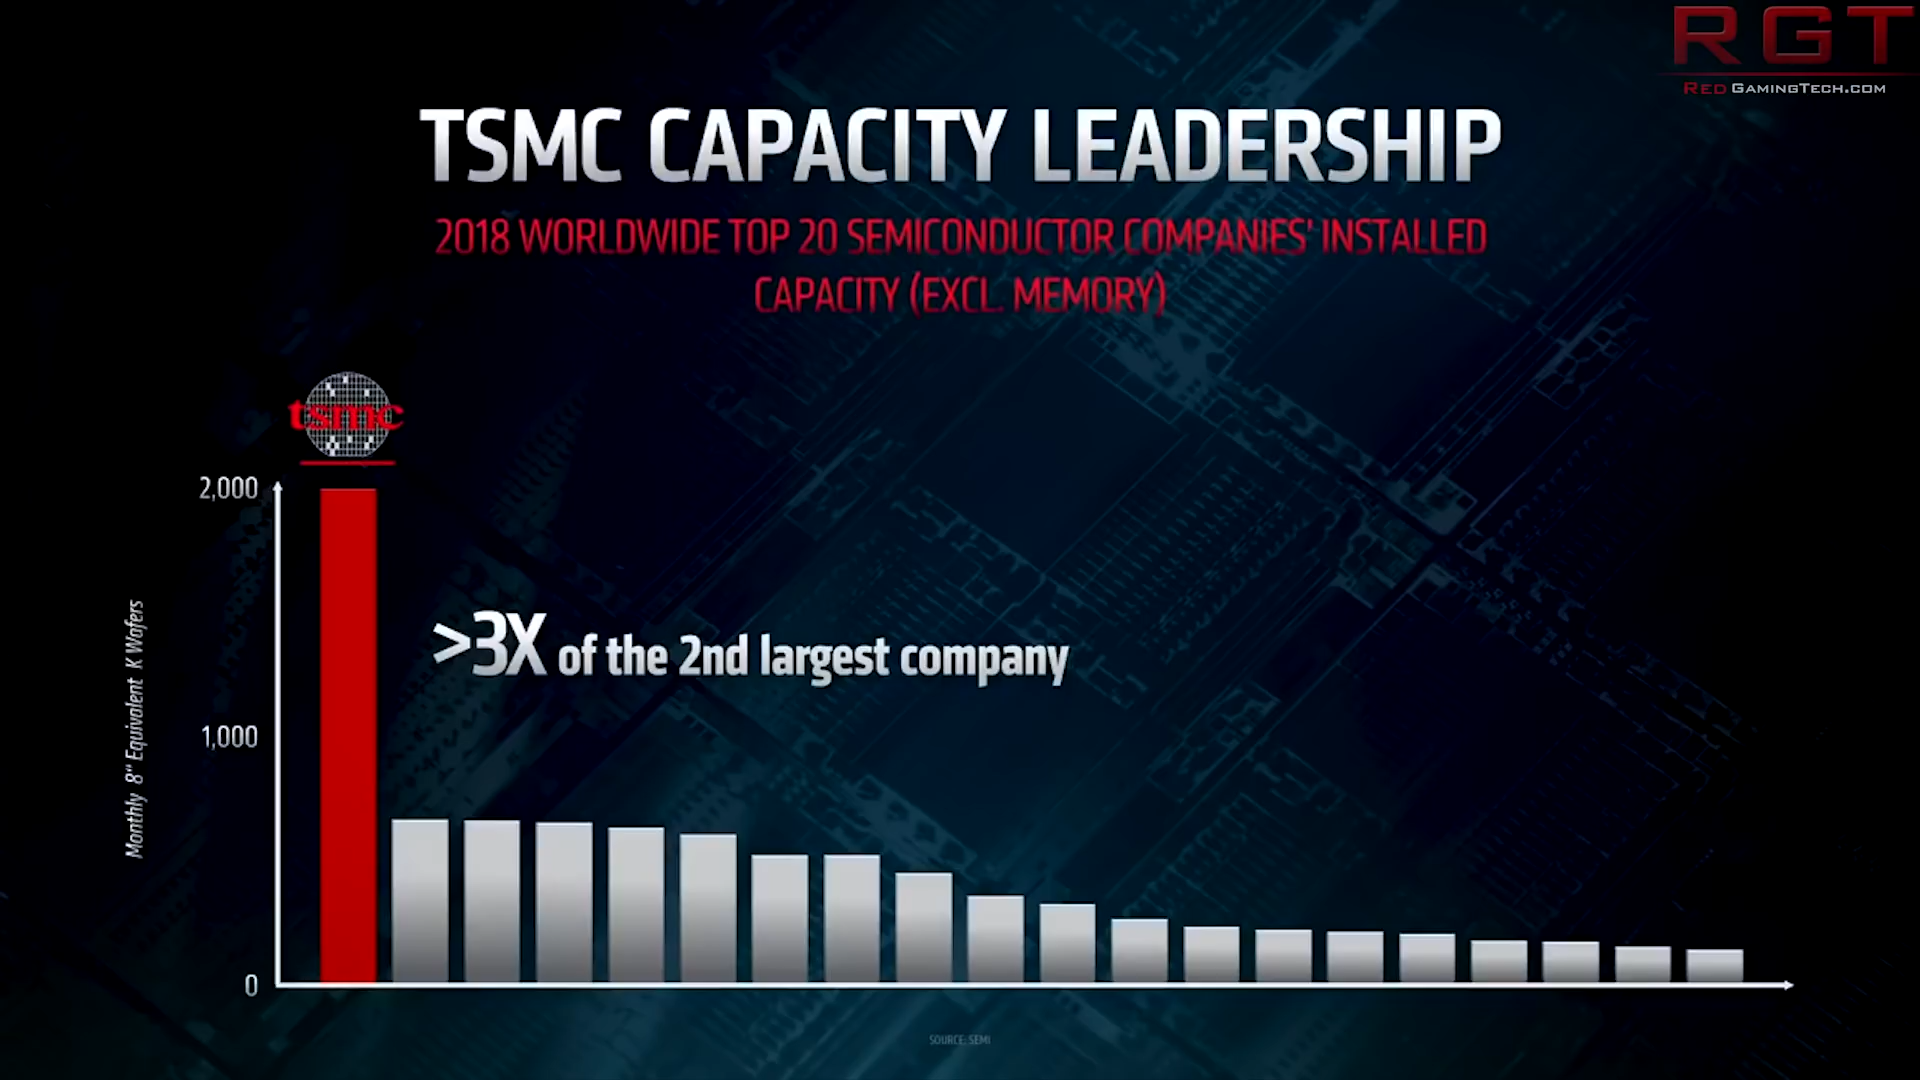 RGT
RED GAMINGTECH.COM
TSMC CAPACITY LEADERSHIP
2018 WORLDWIDE TOP 20 SEMICONDUCTOR COMPANIES' INSTALLED
CAPACITY (EXCL. MEMORY)
tsmc
2,000
>3X of the 2nd largest company
1,000
Monthly 8" Equivalent K Wafers
0
SOURCE: SEMI